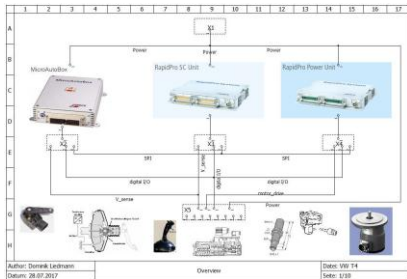 1 2 3 4 5 6 7 8 9 10 11 12 13 14 15 16 17
A
X1
B
Power Power Power
MicroAutoBox
RapidPro SC Unit
RapidPro Power Unit
C
D
X2 X3 X4
E
SPI SPI
V_sense
digital I/O
F
digital I/O digital I/O
V_sense motor_drive
Power
G
X5
H
Author: Dominik Liedmann
Datum: 28.07.2017
Overview
Datei: VW T4
Seite: 1/10